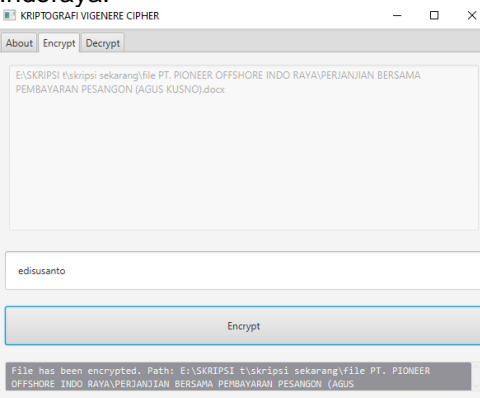 Indoraya.
KRIPTOGRAFI VIGENERE CIPHER
About Encrypt Decrypt
E:\SKRIPSI t\skripsi sekarang\file PT. PIONEER OFFSHORE INDO RAYA\PERJANJIAN BERSAMA
PEMBAYARAN PESANGON (AGUS KUSNO).docx
edisusanto
Encrypt
File has been encrypted. Path: E:\SKRIPSI t\skripsi sekarang\file PT. PIONEER
OFFSHORE INDO RAYA\PERJANJIAN BERSAMA PEMBAYARAN PESANGON (AGUS